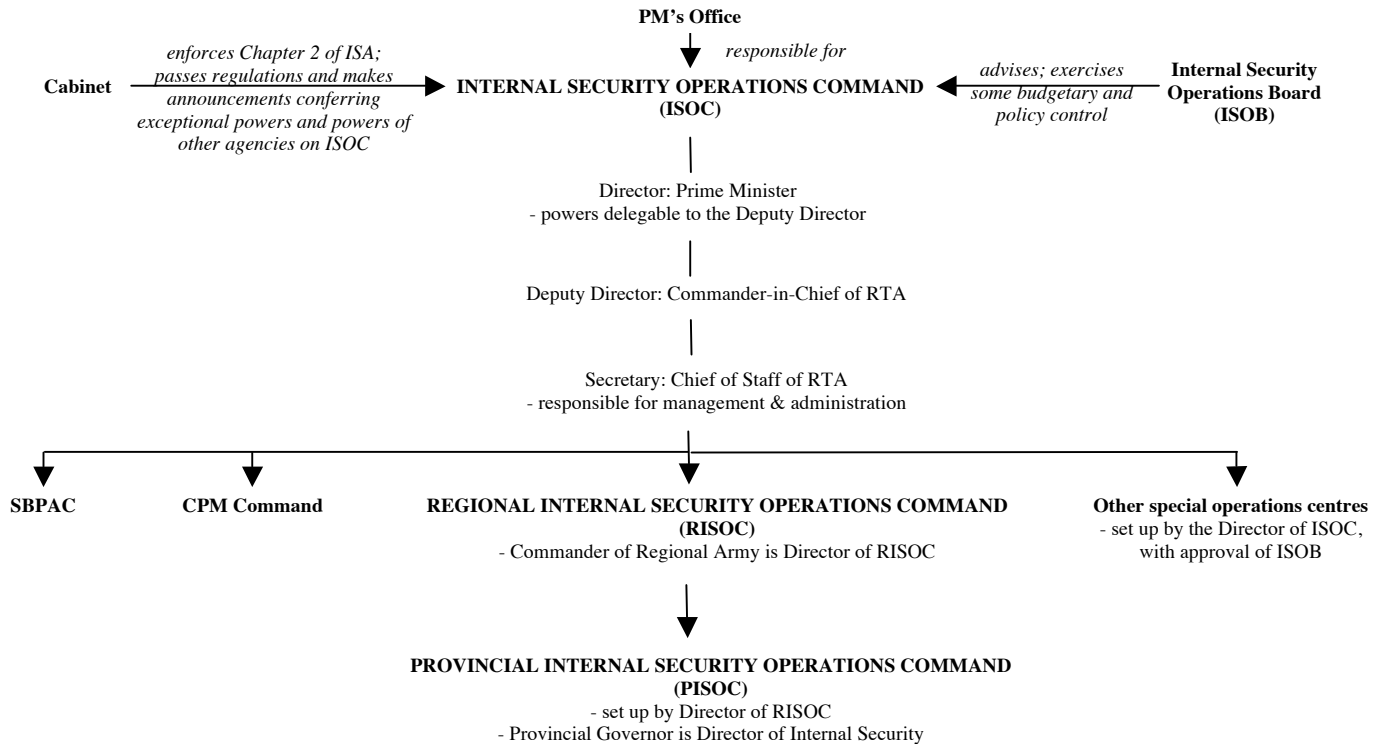 PM's Office
responsible for
Cabinet
enforces Chapter 2 of ISA;
passes regulations and makes
announcements conferring
exceptional powers and powers of
other agencies on ISOC
INTERNAL SECURITY OPERATIONS COMMAND
(ISOC)
advises; exercises
some budgetary and
policy control
Internal Security
Operations Board
(ISOB)
Director: Prime Minister
- powers delegable to the Deputy Director
Deputy Director: Commander-in-Chief of RTA
Secretary: Chief of Staff of RTA
- responsible for management & administration
SBPAC
CPM Command
REGIONAL INTERNAL SECURITY OPERATIONS COMMAND
(RISOC)
- Commander of Regional Army is Director of RISOC
Other special operations centres
- set up by the Director of ISOC,
with approval of ISOB
PROVINCIAL INTERNAL SECURITY OPERATIONS COMMAND
(PISOC)
- set up by Director of RISOC
- Provincial Governor is Director of Internal Security